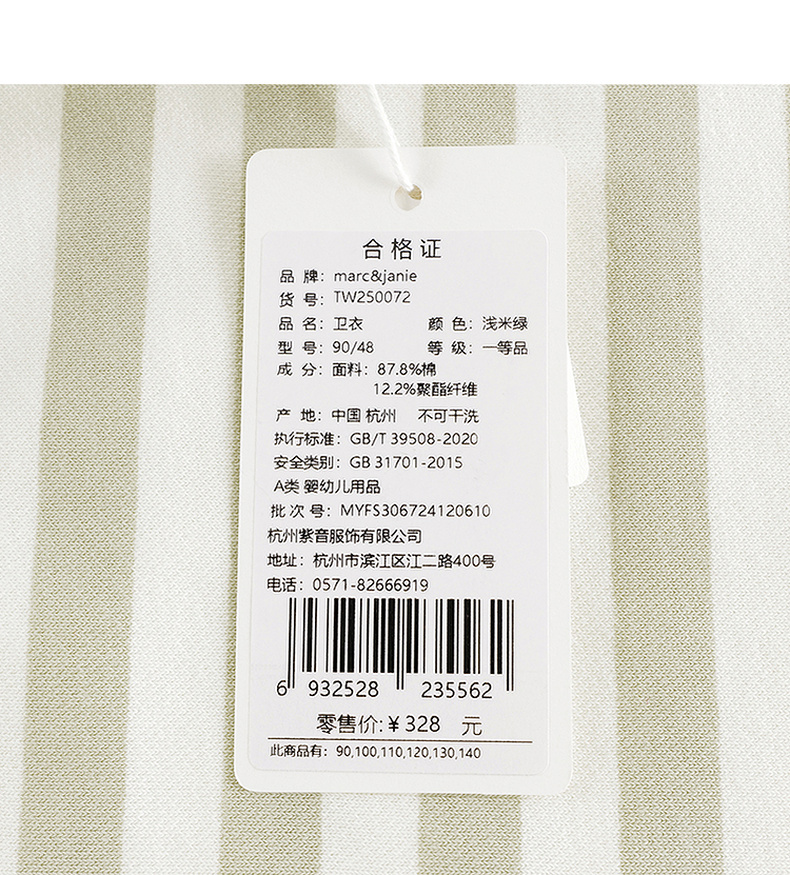 合格证
品 牌：marc&janie
货 号：TW250072
品 名：卫衣 颜 色：浅米绿
型 号：90/48 等 级：一等品
成 分：面料：87.8%棉
12.2%聚酯纤维
产 地：中国 杭州 不可干洗
执行标准：GB/T 39508-2020
安全类别：GB 31701-2015
A类 婴幼儿用品
批 次 号：MYFS306724120610
杭州紫音服饰有限公司
地址：杭州市滨江区江二路400号
电话：0571-82666919
6 932528 235562
零售价:¥328 元
此商品有：90,100,110,120,130,140